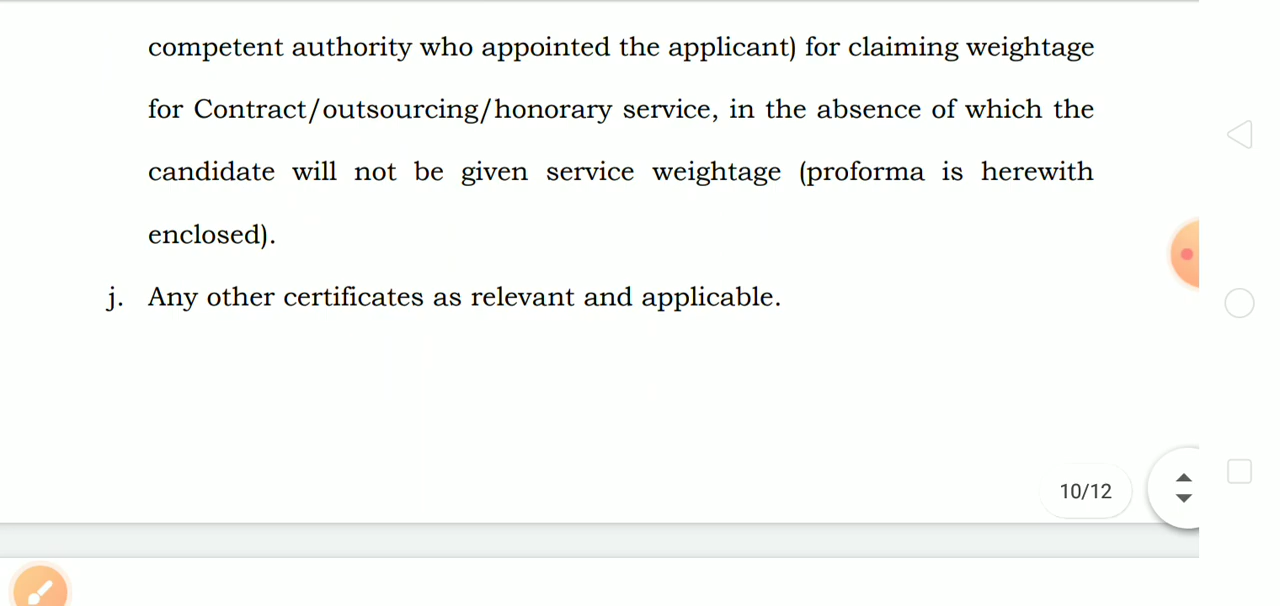 competent authority who appointed the applicant) for claiming weightage
for Contract/outsourcing/honorary service, in the absence of which the
candidate will not be given service weightage (proforma is herewith
enclosed).
j. Any other certificates as relevant and applicable.
10/12